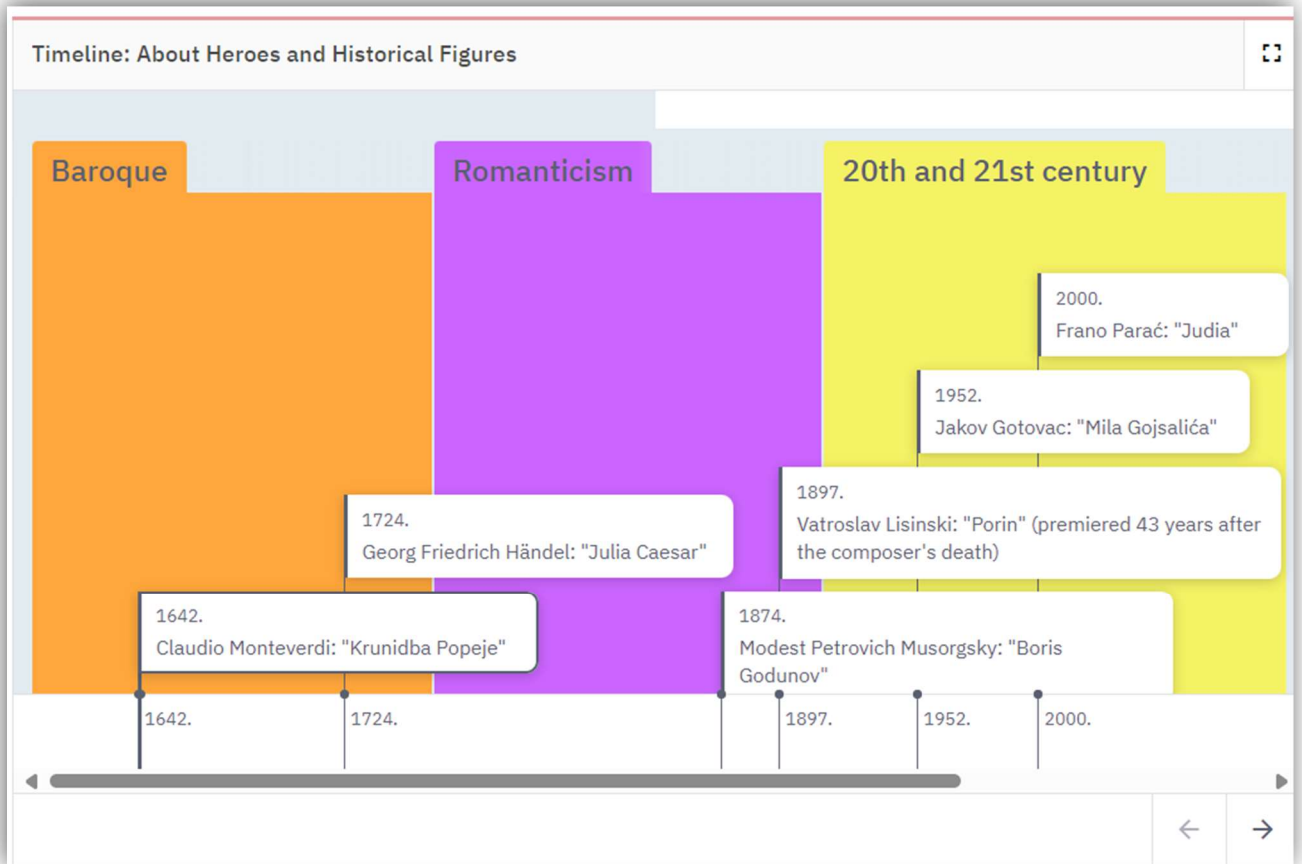 Timeline: About Heroes and Historical Figures
Baroque
Romanticism
20th and 21st century
2000.
Frano Parać: "Judia"
1952.
Jakov Gotovac: "Mila Gojsalića"
1897.
Vatroslav Lisinski: "Porin" (premiered 43 years after
the composer's death)
1724.
Georg Friedrich Händel: "Julia Caesar"
1642.
Claudio Monteverdi: "Krunidba Popeje"
1874.
Modest Petrovich Musorgsky: "Boris
Godunov"
1642.
1724.
1897.
1952.
2000.